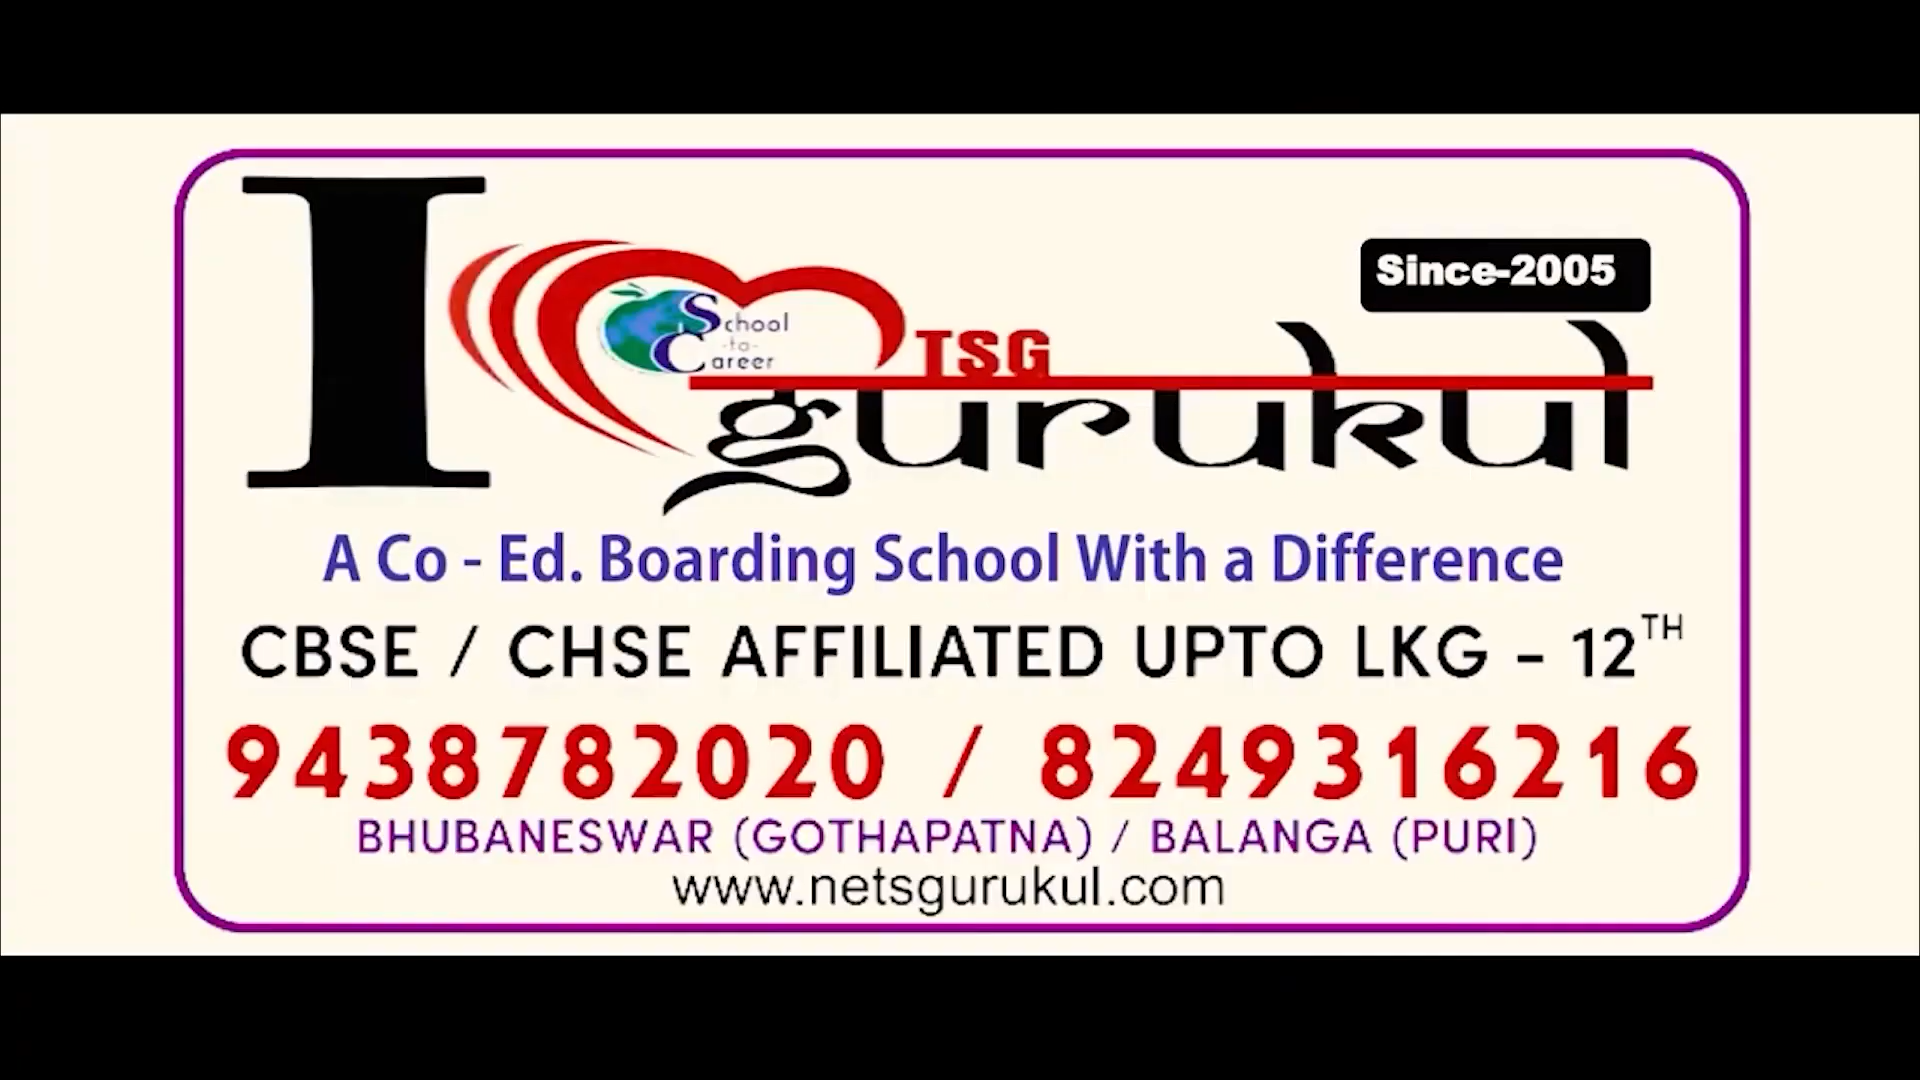 I
Since-2005
School
-to-
Career
TSG
gurukul
A Co - Ed. Boarding School With a Difference
CBSE / CHSE AFFILIATED UPTO LKG - 12TH
9438782020 / 8249316216
BHUBANESWAR (GOTHAPATNA) / BALANGA (PURI)
www.netsgurukul.com